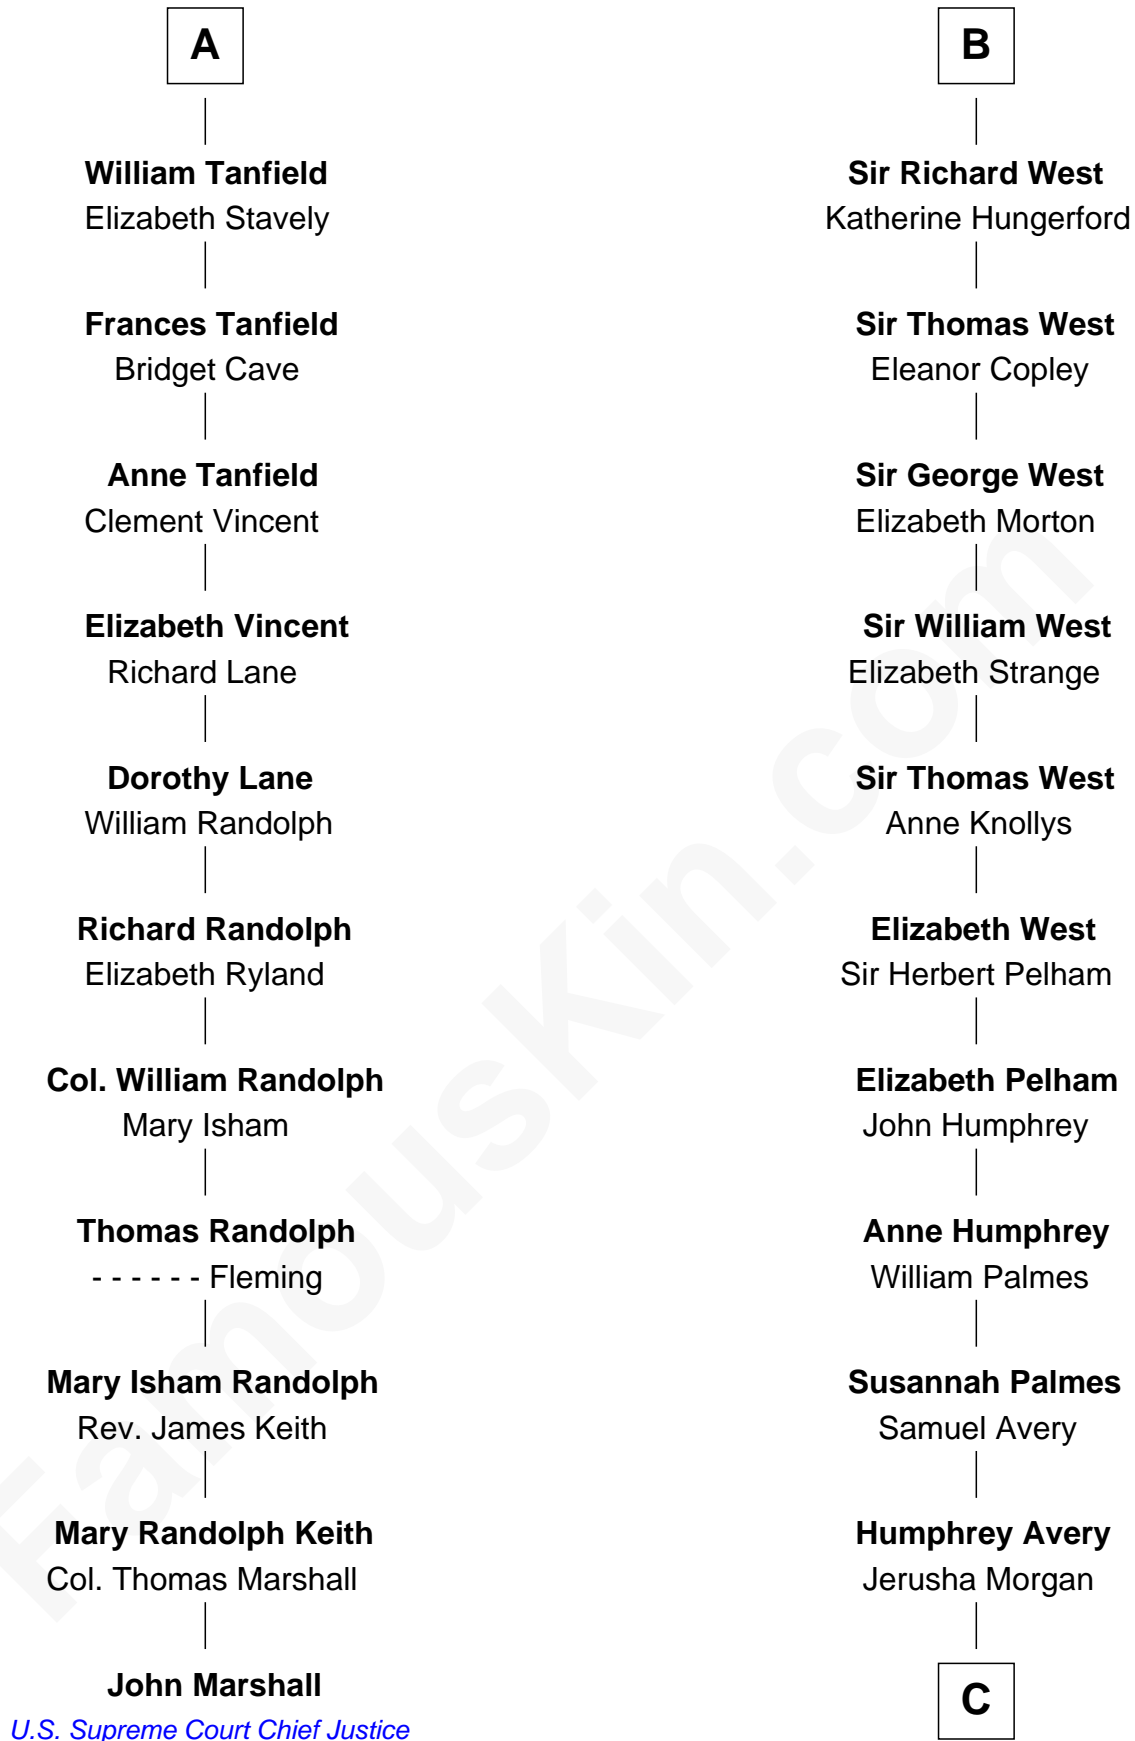 A
William Tanfield
Elizabeth Stavely
Frances Tanfield
Bridget Cave
Anne Tanfield
Clement Vincent
Elizabeth Vincent
Richard Lane
Dorothy Lane
William Randolph
Richard Randolph
Elizabeth Ryland
Col. William Randolph
Mary Isham
Thomas Randolph
- - - - - - Fleming
Mary Isham Randolph
Rev. James Keith
Mary Randolph Keith
Col. Thomas Marshall
John Marshall
U.S. Supreme Court Chief Justice
B
Sir Richard West
Katherine Hungerford
Sir Thomas West
Eleanor Copley
Sir George West
Elizabeth Morton
Sir William West
Elizabeth Strange
Sir Thomas West
Anne Knollys
Elizabeth West
Sir Herbert Pelham
Elizabeth Pelham
John Humphrey
Anne Humphrey
William Palmes
Susannah Palmes
Samuel Avery
Humphrey Avery
Jerusha Morgan
C
FamousKin.com